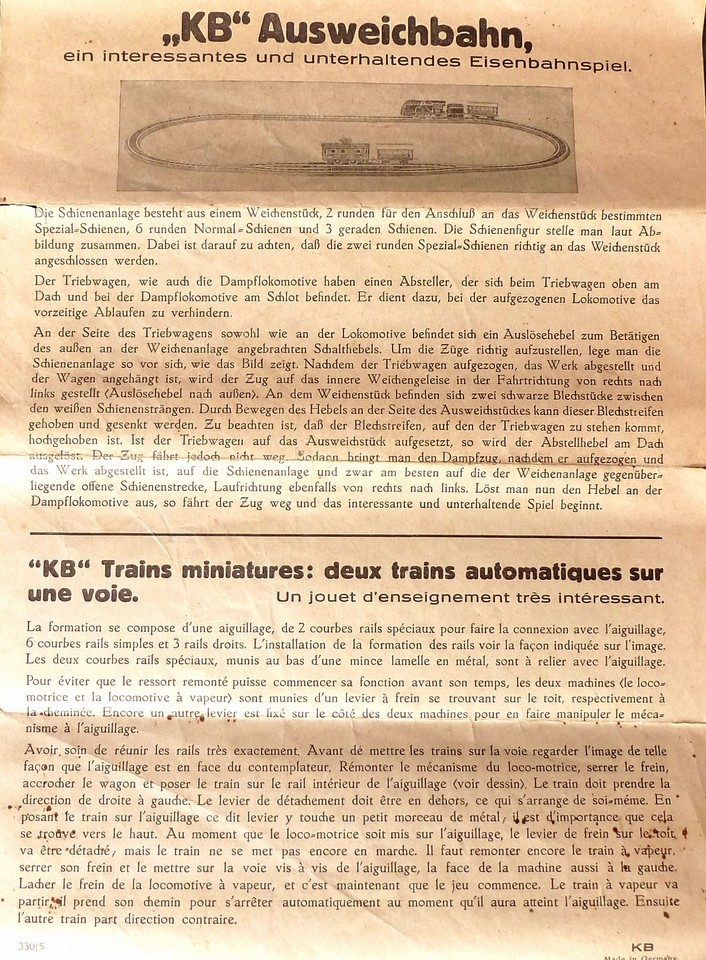 „KB“ Ausweichbahn,
ein interessantes und unterhaltendes Eisenbahnspiel.
Die Schienenanlage besteht aus einem Weichenstück, 2 runden für den Anschluß an das Weichenstück bestimmten
Spezial=Schienen, 6 runden Normal=Schienen und 3 geraden Schienen. Die Schienenfigur stelle man laut Ab=
bildung zusammen. Dabei ist darauf zu achten, daß die zwei runden Spezial=Schienen richtig an das Weichenstück
angeschlossen werden.
Der Triebwagen, wie auch die Dampflokomotive haben einen Absteller, der sich beim Triebwagen oben am
Dach und bei der Dampflokomotive am Schlot befindet. Er dient dazu, bei der aufgezogenen Lokomotive das
vorzeitige Ablaufen zu verhindern.
An der Seite des Triebwagens sowohl wie an der Lokomotive befindet sich ein Auslösehebel zum Betätigen
des außen an der Weichenanlage angebrachten Schalthebels. Um die Züge richtig aufzustellen, lege man die
Schienenanlage so vor sich, wie das Bild zeigt. Nachdem der Triebwagen aufgezogen, das Werk abgestellt und
der Wagen angehängt ist, wird der Zug auf das innere Weichengeleise in der Fahrtrichtung von rechts nach
links gestellt (Auslösehebel nach außen). An dem Weichenstück befinden sich zwei schwarze Blechstücke zwischen
den weißen Schienensträngen. Durch Bewegen des Hebels an der Seite des Ausweichstückes kann dieser Blechstreifen
gehoben und gesenkt werden. Zu beachten ist, daß der Blechstreifen, auf den der Triebwagen zu stehen kommt,
hochgehoben ist. Ist der Triebwagen auf das Ausweichstück aufgesetzt, so wird der Abstellhebel am Dach
ausgelöst. Der Zug fährt jedoch nicht weg. Sodann bringt man den Dampfzug, nachdem er aufgezogen und
das Werk abgestellt ist, auf die Schienenanlage und zwar am besten auf die der Weichenanlage gegenüber=
liegende offene Schienenstrecke, Laufrichtung ebenfalls von rechts nach links. Löst man nun den Hebel an der
Dampflokomotive aus, so fährt der Zug weg und das interessante und unterhaltende Spiel beginnt.
“KB“ Trains miniatures: deux trains automatiques sur
une voie. Un jouet d'enseignement très intéressant.
La formation se compose d'une aiguillage, de 2 courbes rails spéciaux pour faire la connexion avec l'aiguillage,
6 courbes rails simples et 3 rails droits. L'installation de la formation des rails voir la façon indiquée sur l'image.
Les deux courbes rails spéciaux, munis au bas d'une mince lamelle en métal, sont à relier avec l'aiguillage.
Pour éviter que le ressort remonté puisse commencer sa fonction avant son temps, les deux machines (le loco=
motrice et la locomotive à vapeur) sont munies d'un levier à frein se trouvant sur le toit, respectivement à
la cheminée. Encore un autre levier est fixé sur le côté des deux machines pour en faire manipuler le méca=
nisme à l'aiguillage.
Avoir soin de réunir les rails très exactement. Avant de mettre les trains sur la voie regarder l'image de telle
façon que l'aiguillage est en face du contemplateur. Rémonter le mécanisme du loco=motrice, serrer le frein,
accrocher le wagon et poser le train sur le rail intérieur de l'aiguillage (voir dessin). Le train doit prendre la
direction de droite à gauche. Le levier de détachement doit être en dehors, ce qui s'arrange de soi=méme. En
posant le train sur l'aiguillage ce dit levier y touche un petit morceau de métal, il est d'importance que cela
se trouve vers le haut. Au moment que le loco=motrice soit mis sur l'aiguillage, le levier de frein sur le toit,
va être détaché, mais le train ne se met pas encore en marche. Il faut remonter encore le train à vapeur,
serrer son frein et le mettre sur la voie vis à vis de l'aiguillage, la face de la machine aussi à la gauche.
Lacher le frein de la locomotive à vapeur, et c'est maintenant que le jeu commence. Le train à vapeur va
partir, il prend son chemin pour s'arrêter automatiquement au moment qu'il aura atteint l'aiguillage. Ensuite
l'autre train part direction contraire.
330/5
KB
Made in Germany.